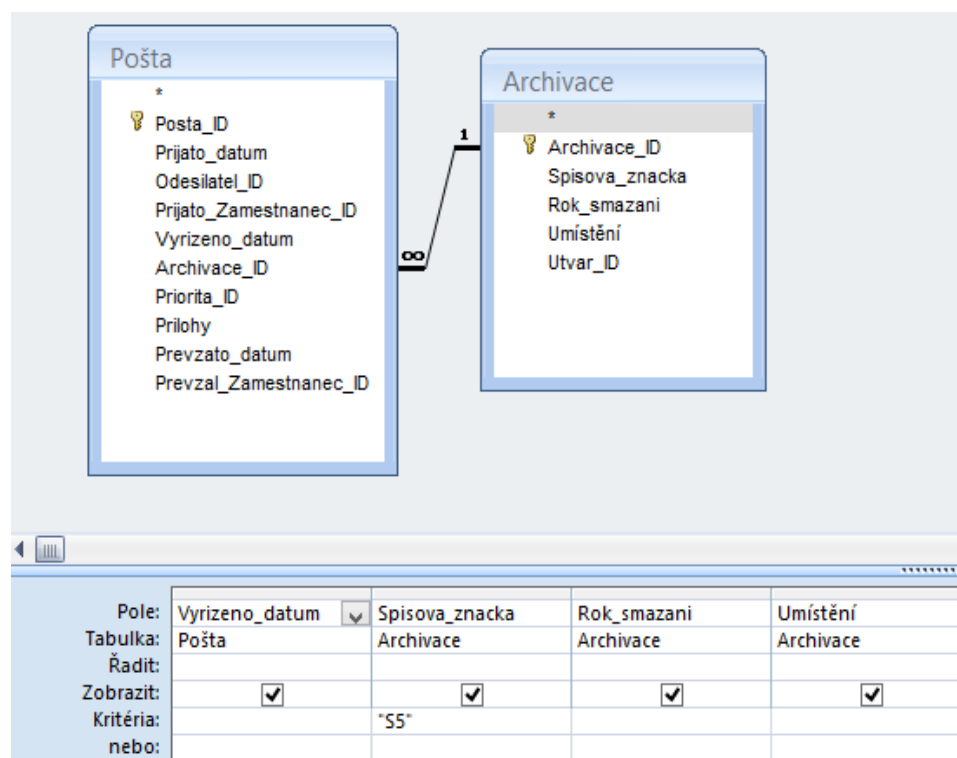 Pošta
*
Posta_ID
Prijato_datum
Odesilatel_ID
Prijato_Zamestnanec_ID
Vyrizeno_datum
Archivace_ID
Priorita_ID
Prilohy
Prevzato_datum
Prevzal_Zamestnanec_ID
∞
1
Archivace
*
Archivace_ID
Spisova_znacka
Rok_smazani
Umístění
Utvar_ID
Pole: Vyrizeno_datum Spisova_znacka Rok_smazani Umístění
Tabulka: Pošta Archivace Archivace Archivace
Řadit:
Zobrazit:
Kritéria: "S5"
nebo: